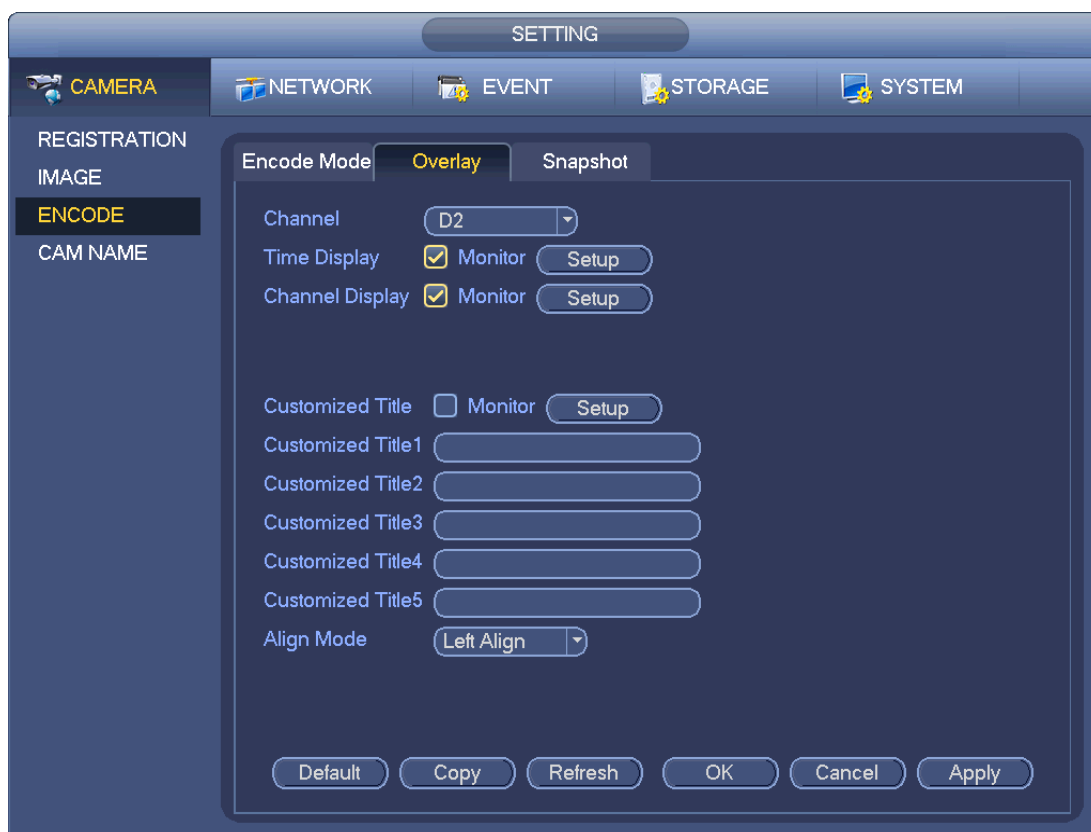 SETTING
CAMERA NETWORK EVENT STORAGE SYSTEM
REGISTRATION
IMAGE
ENCODE
CAM NAME
Encode Mode Overlay Snapshot
Channel D2
Time Display Monitor Setup
Channel Display Monitor Setup
Customized Title Monitor Setup
Customized Title1
Customized Title2
Customized Title3
Customized Title4
Customized Title5
Align Mode Left Align
Default Copy Refresh OK Cancel Apply